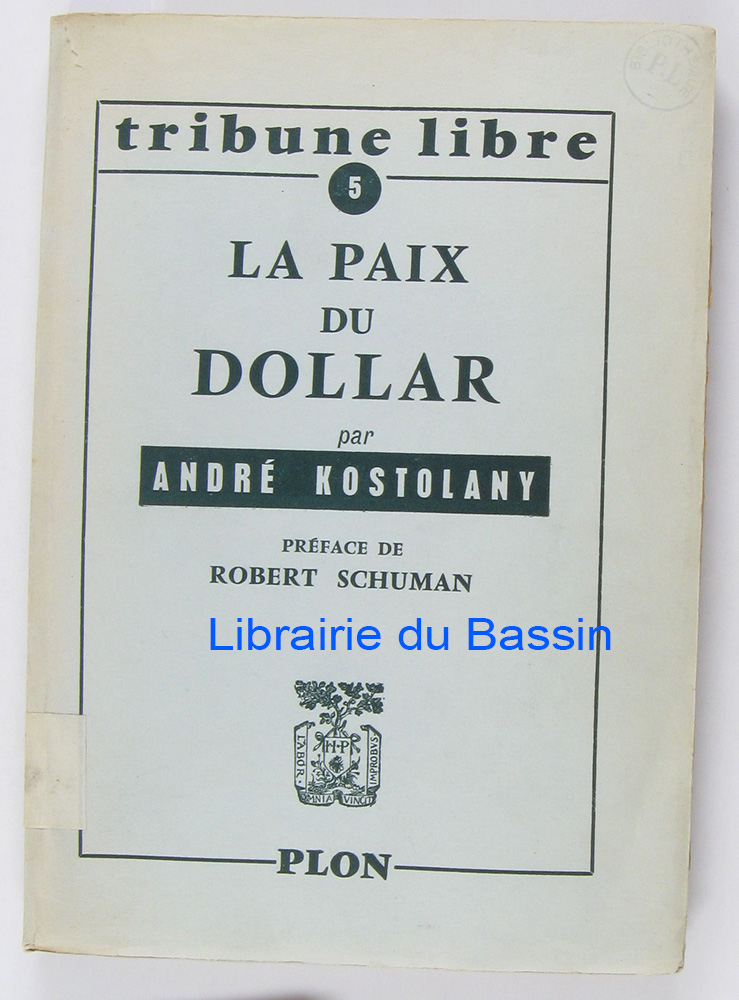 tribune libre
5
LA PAIX
DU
DOLLAR
par
ANDRÉ KOSTOLANY
PRÉFACE DE
ROBERT SCHUMAN
Librairie du Bassin
H·P
LABOR
OMNIA VINCIT
IMPROBVS
PLON